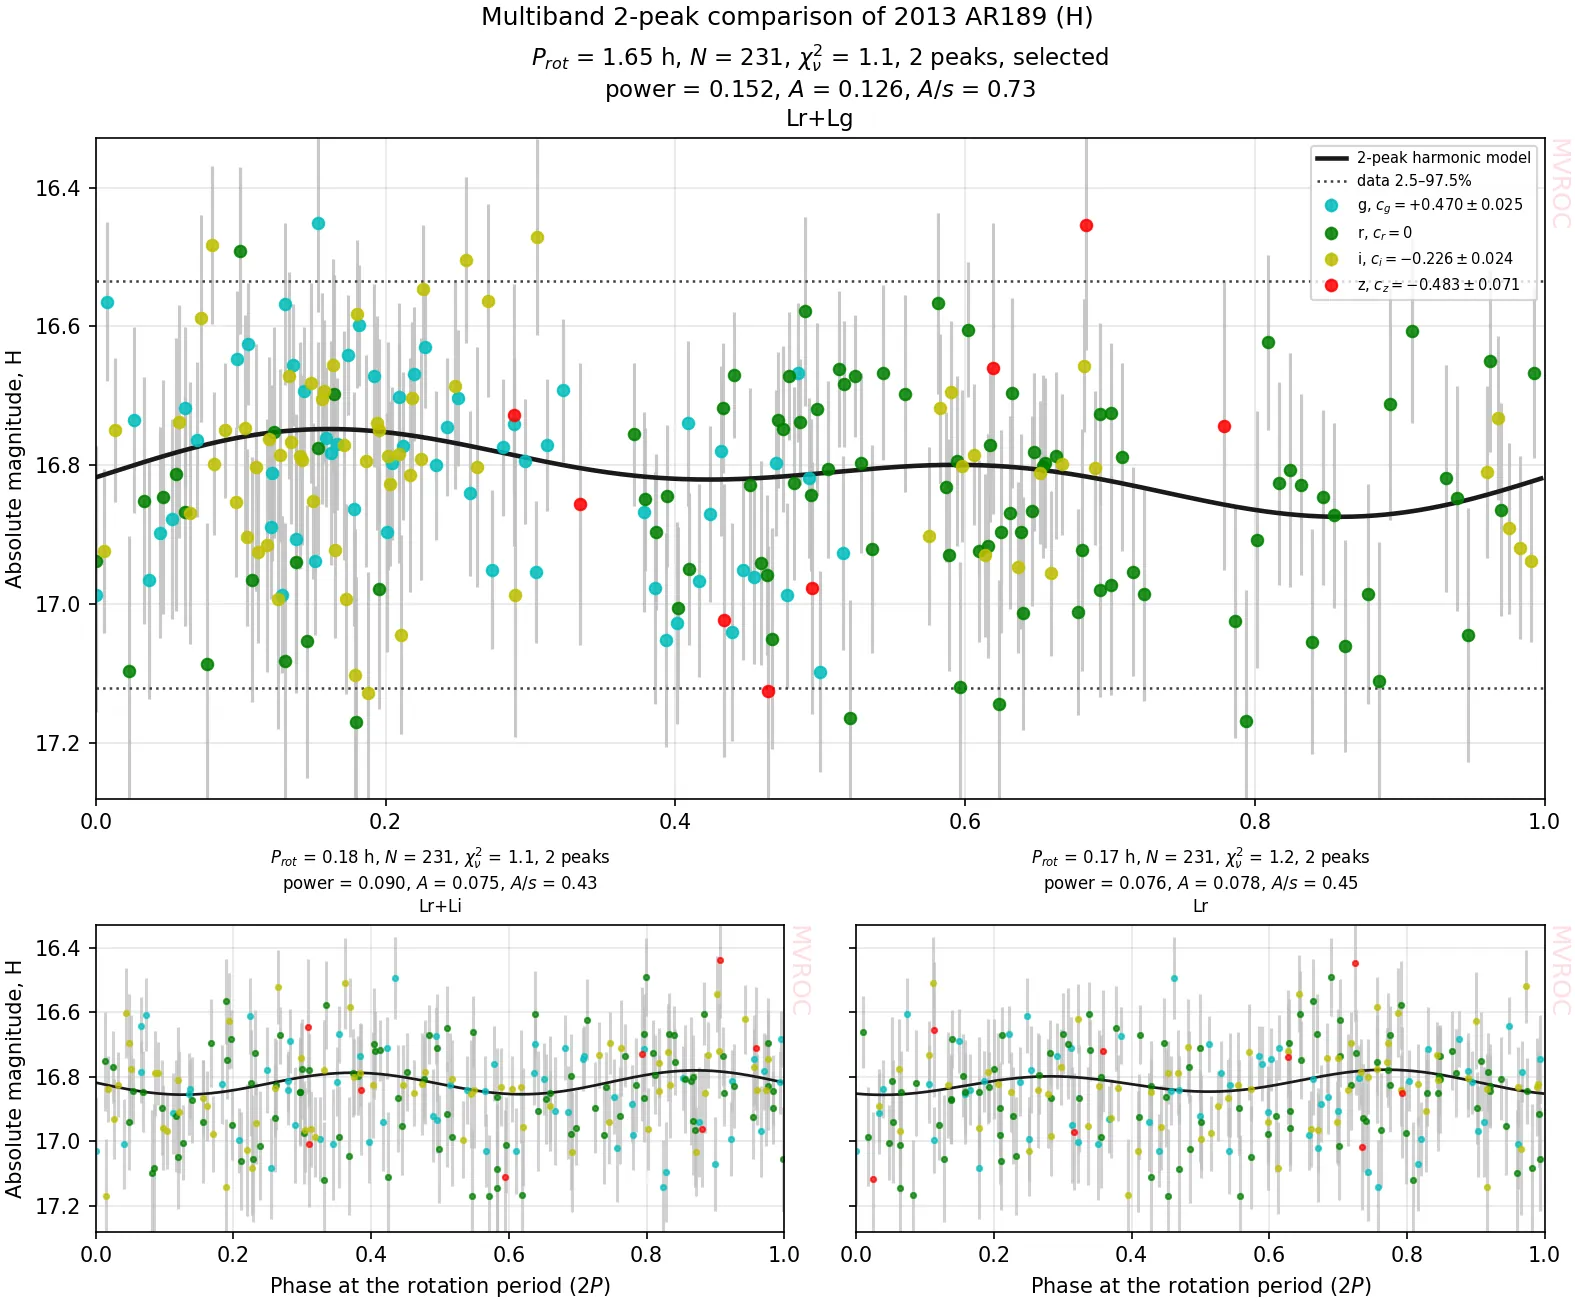 Multiband 2-peak comparison of 2013 AR189 (H)
P_rot = 1.65 h, N = 231, χ²_ν = 1.1, 2 peaks, selected
power = 0.152, A = 0.126, A/s = 0.73
Lr+Lg
MVROC
2-peak harmonic model
data 2.5–97.5%
g, c_g = +0.470 ± 0.025
r, c_r = 0
i, c_i = −0.226 ± 0.024
z, c_z = −0.483 ± 0.071
Absolute magnitude, H
16.4
16.6
16.8
17.0
17.2
0.0 0.2 0.4 0.6 0.8 1.0
P_rot = 0.18 h, N = 231, χ²_ν = 1.1, 2 peaks
power = 0.090, A = 0.075, A/s = 0.43
Lr+Li
MVROC
Absolute magnitude, H
16.4
16.6
16.8
17.0
17.2
0.0 0.2 0.4 0.6 0.8 1.0
Phase at the rotation period (2P)
P_rot = 0.17 h, N = 231, χ²_ν = 1.2, 2 peaks
power = 0.076, A = 0.078, A/s = 0.45
Lr
MVROC
0.0 0.2 0.4 0.6 0.8 1.0
Phase at the rotation period (2P)